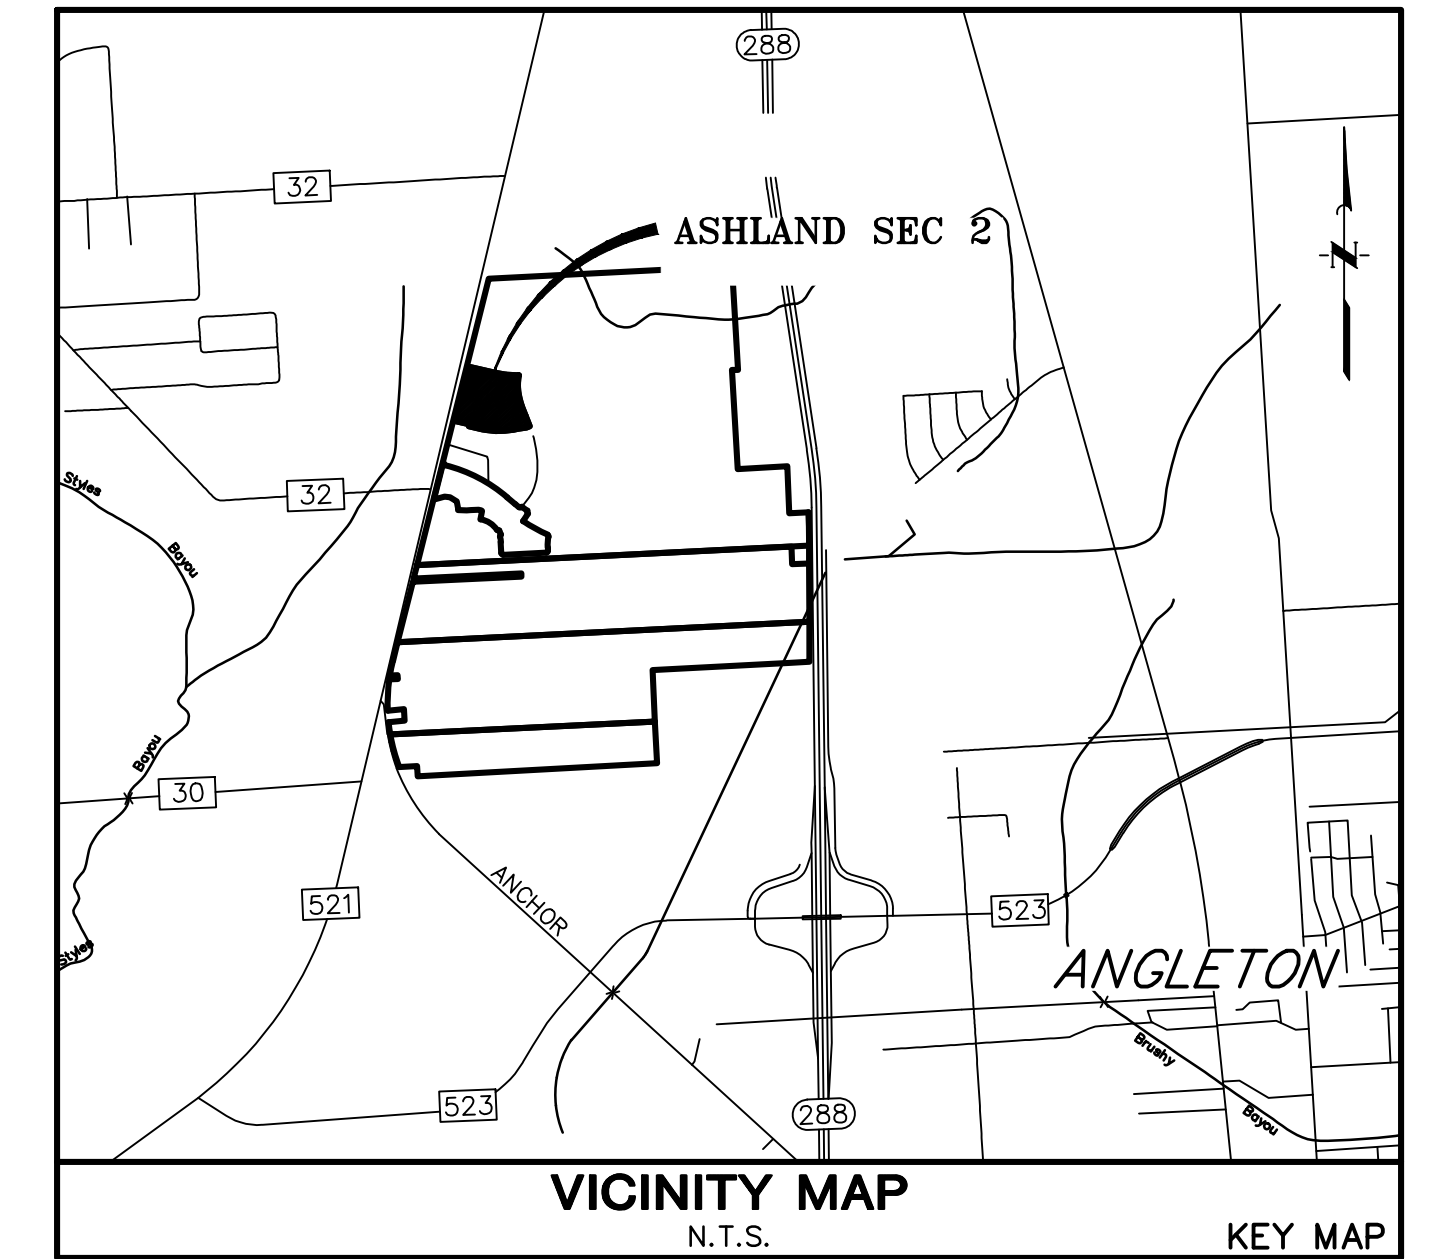 288
32
ASHLAND SEC 2
N
32
Styles
Bayou
Bayou
30
521
ANCHOR
523
Styles
ANGLETON
Brushy
523
288
Bayou
VICINITY MAP
N.T.S.
KEY MAP